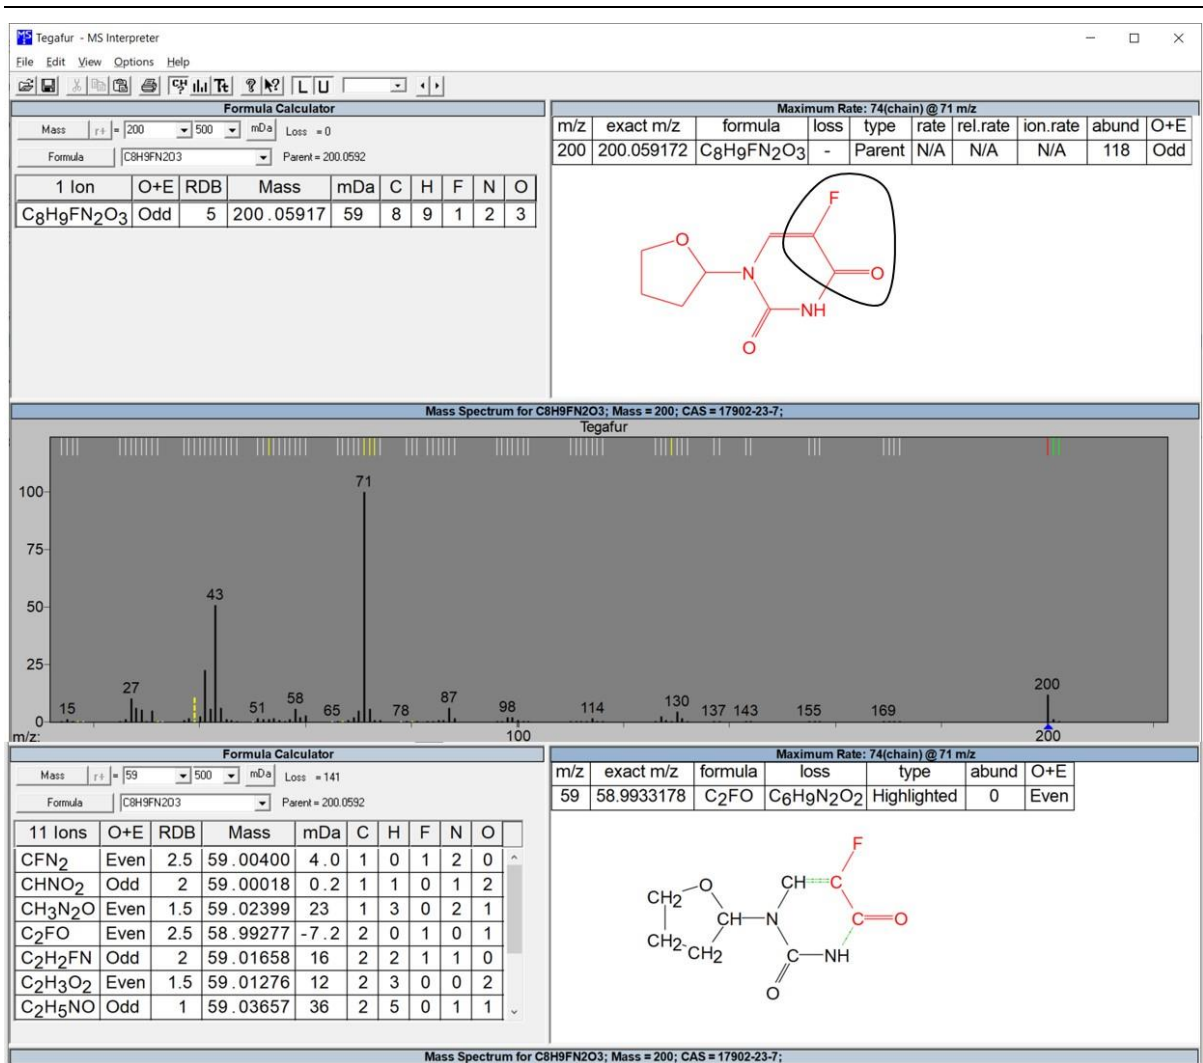 Tegafur - MS Interpreter
File Edit View Options Help
L U
Formula Calculator
Mass r+ = 200 500 mDa Loss = 0
Formula C8H9FN2O3 Parent = 200.0592
1 Ion O+E RDB Mass mDa C H F N O
C8H9FN2O3 Odd 5 200.05917 59 8 9 1 2 3
Maximum Rate: 74(chain) @ 71 m/z
m/z exact m/z formula loss type rate rel.rate ion.rate abund O+E
200 200.059172 C8H9FN2O3 - Parent N/A N/A N/A 118 Odd
F
O
N
O
NH
O
Mass Spectrum for C8H9FN2O3; Mass = 200; CAS = 17902-23-7;
Tegafur
100
75
50
25
0
71
43
27
15
51
58
65
78
87
98
114
130
137
143
155
169
200
m/z:
100
200
Formula Calculator
Mass r+ = 59 500 mDa Loss = 141
Formula C8H9FN2O3 Parent = 200.0592
11 Ions O+E RDB Mass mDa C H F N O
CFN2 Even 2.5 59.00400 4.0 1 0 1 2 0
CHNO2 Odd 2 59.00018 0.2 1 1 0 1 2
CH3N2O Even 1.5 59.02399 23 1 3 0 2 1
C2FO Even 2.5 58.99277 -7.2 2 0 1 0 1
C2H2FN Odd 2 59.01658 16 2 2 1 1 0
C2H3O2 Even 1.5 59.01276 12 2 3 0 0 2
C2H5NO Odd 1 59.03657 36 2 5 0 1 1
Maximum Rate: 74(chain) @ 71 m/z
m/z exact m/z formula loss type abund O+E
59 58.9933178 C2FO C6H9N2O2 Highlighted 0 Even
F
CH C
O
CH2
CH N C O
CH2 CH2
C NH
O
Mass Spectrum for C8H9FN2O3; Mass = 200; CAS = 17902-23-7;